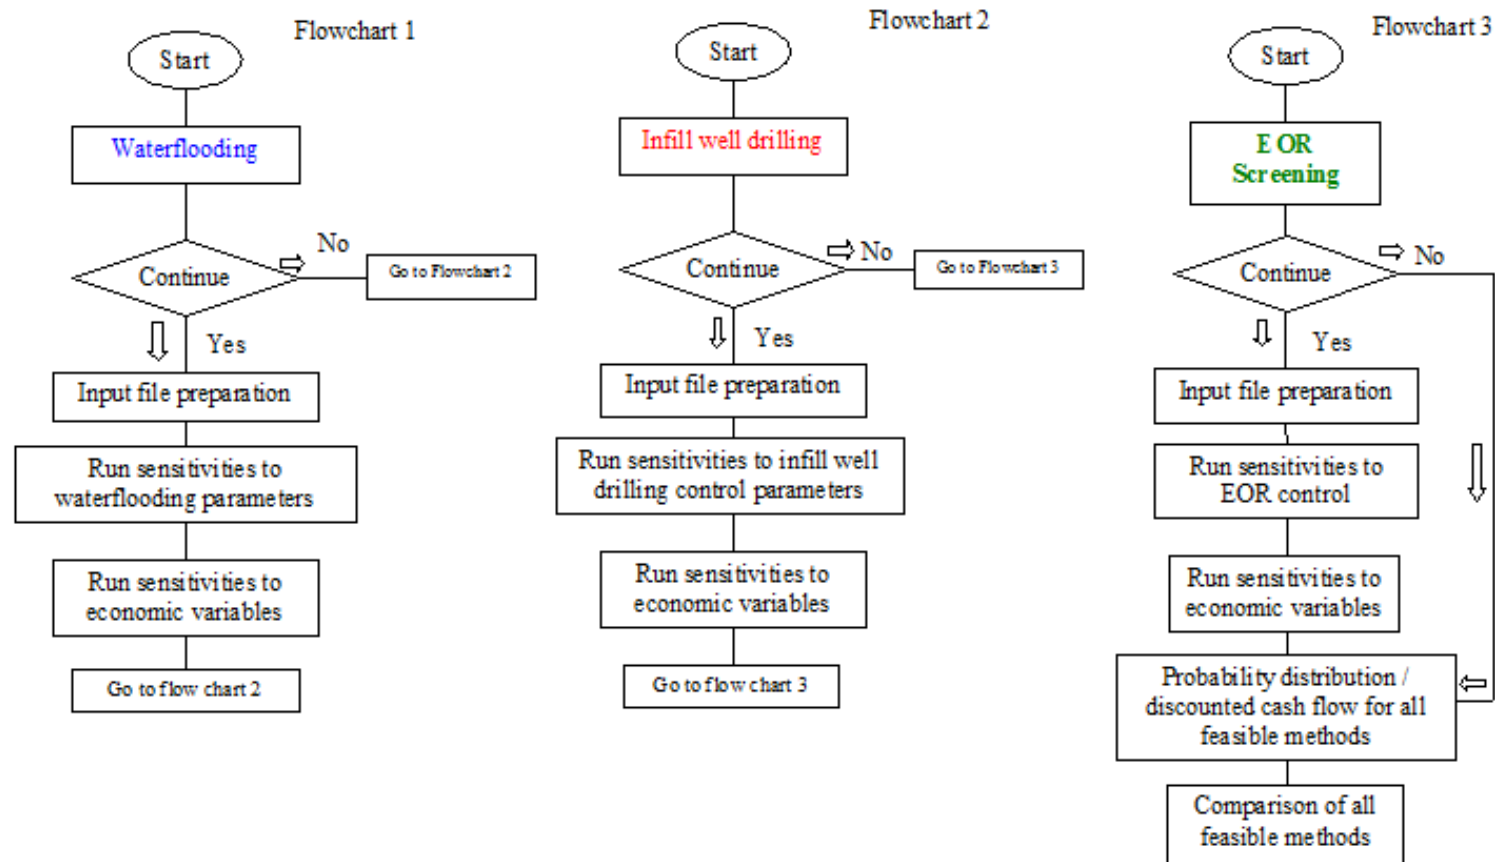 Flowchart 1
Start
Waterflooding
Continue
No
Go to Flowchart 2
Yes
Input file preparation
Run sensitivities to
waterflooding parameters
Run sensitivities to
economic variables
Go to flow chart 2
Flowchart 2
Start
Infill well drilling
Continue
No
Go to Flowchart 3
Yes
Input file preparation
Run sensitivities to infill well
drilling control parameters
Run sensitivities to
economic variables
Go to flow chart 3
Flowchart 3
Start
EOR
Screening
Continue
No
Yes
Input file preparation
Run sensitivities to
EOR control
Run sensitivities to
economic variables
Probability distribution /
discounted cash flow for all
feasible methods
Comparison of all
feasible methods